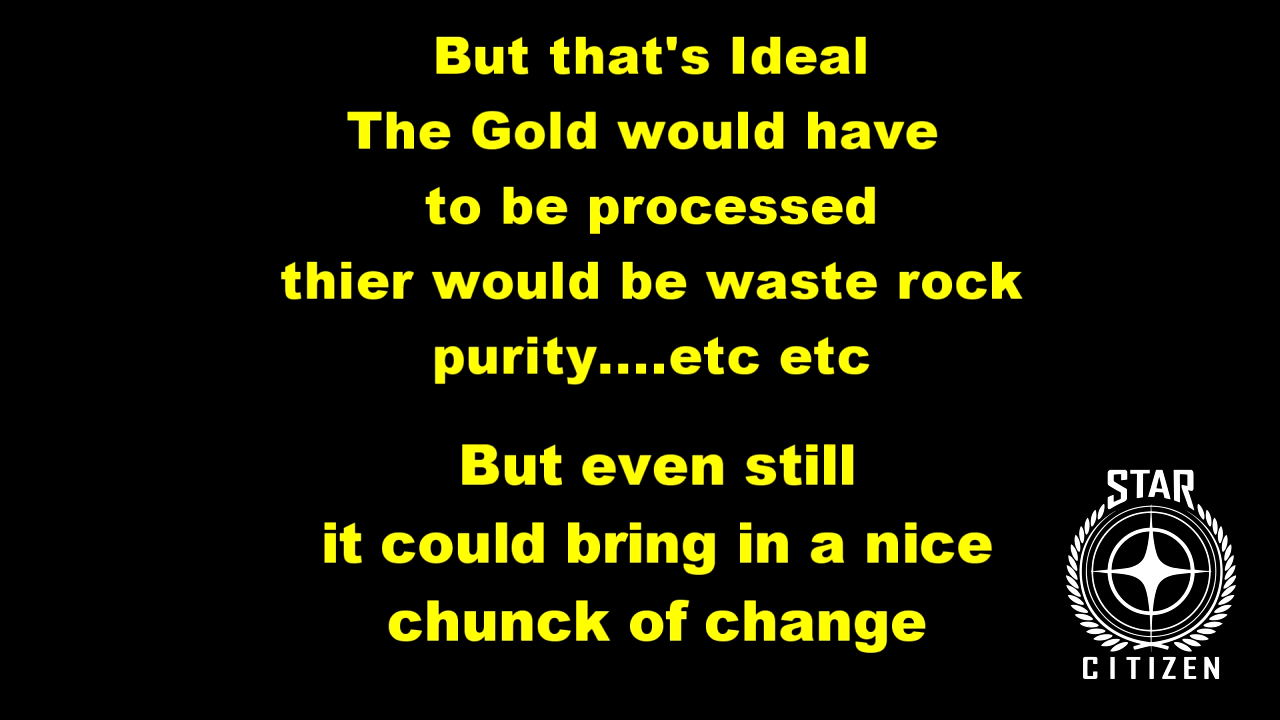 But that's Ideal
The Gold would have
to be processed
thier would be waste rock
purity....etc etc
But even still
it could bring in a nice
chunck of change
STAR
CITIZEN